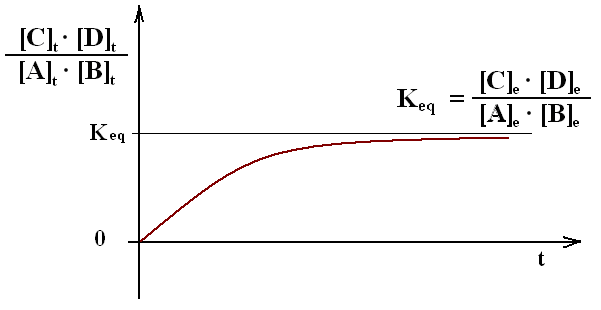 [C]t · [D]t
[A]t · [B]t
Keq = [C]e · [D]e
[A]e · [B]e
Keq
0
t